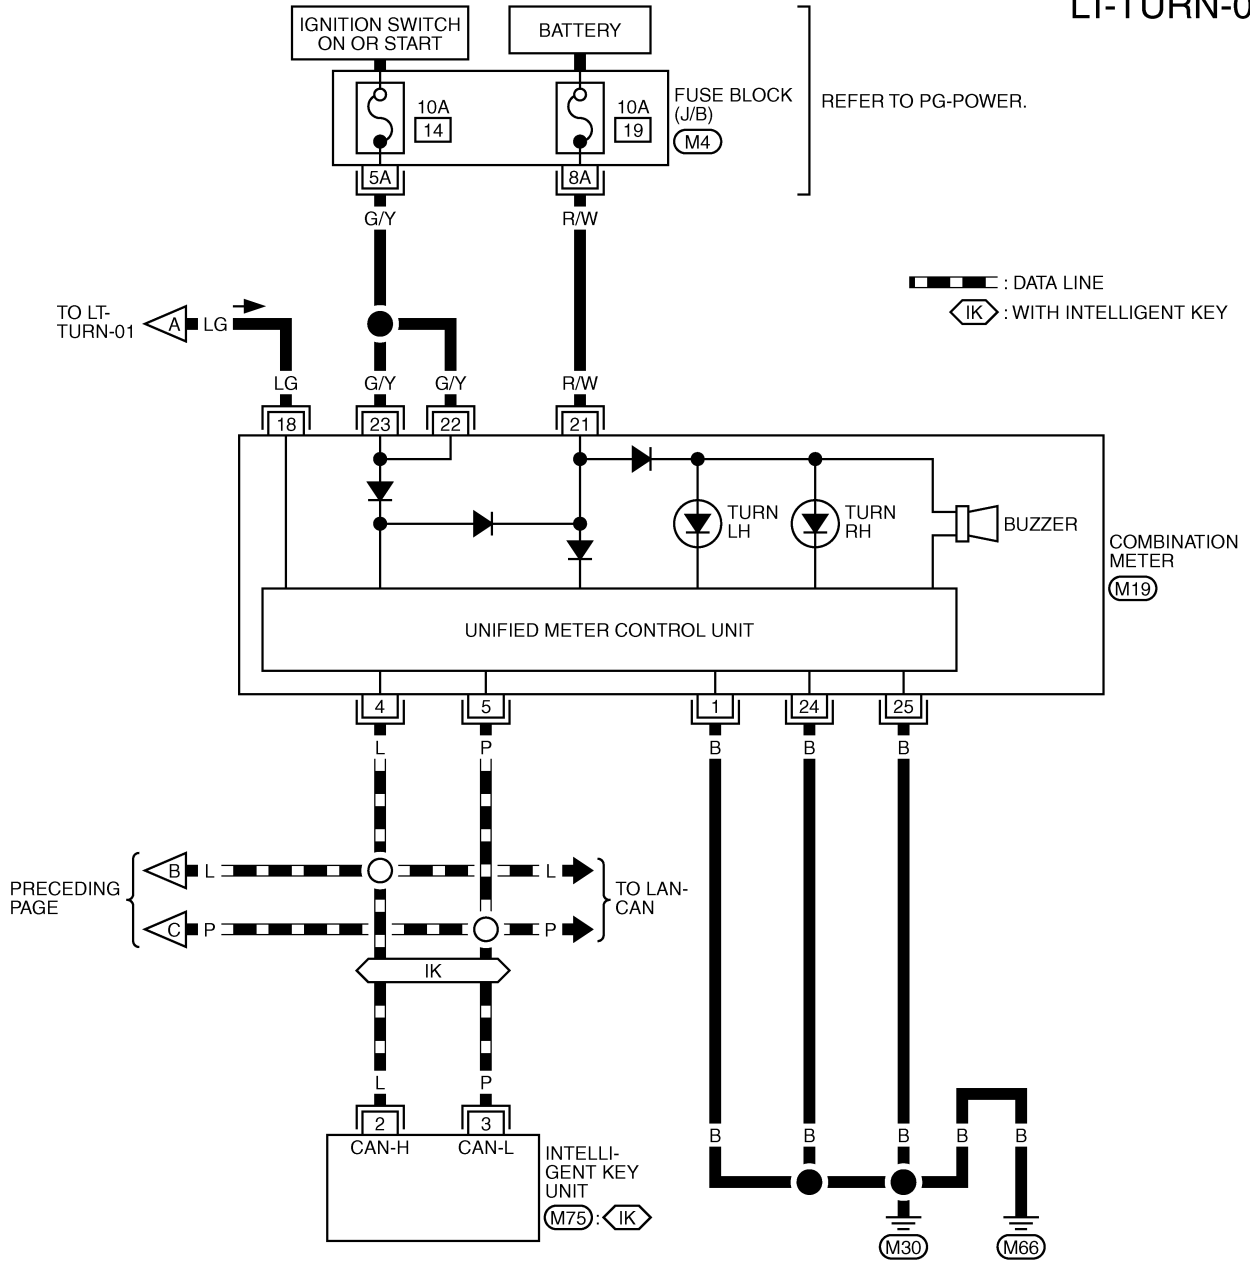 LT-TURN-0
IGNITION SWITCH
ON OR START
BATTERY
10A
14
10A
19
FUSE BLOCK
(J/B)
M4
REFER TO PG-POWER.
5A
8A
G/Y
R/W
: DATA LINE
IK : WITH INTELLIGENT KEY
TO LT-
TURN-01
A
LG
LG
G/Y
G/Y
R/W
18
23
22
21
TURN
LH
TURN
RH
BUZZER
COMBINATION
METER
M19
UNIFIED METER CONTROL UNIT
4
5
1
24
25
L
P
B
B
B
PRECEDING
PAGE
B
L
L
C
P
P
TO LAN-
CAN
IK
L
P
2
3
CAN-H
CAN-L
INTELLI-
GENT KEY
UNIT
M75 : IK
B
B
B
B
B
M30
M66